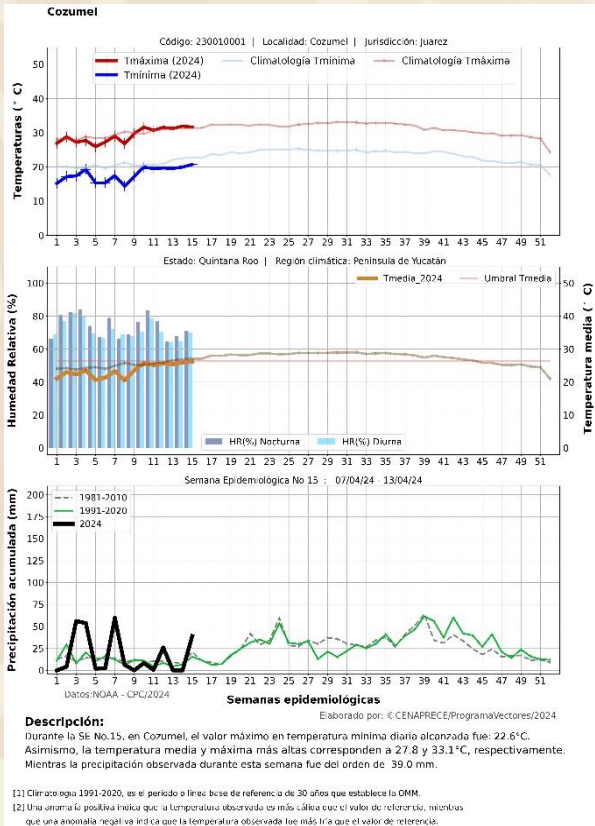 Cozumel
Código: 230010001 | Localidad: Cozumel | Jurisdicción: Juarez
Tmáxima (2024)
Climatología Tmínima
Climatología Tmáxima
Tmínima (2024)
Temperaturas (° C)
50
40
30
20
10
0
1 3 5 7 9 11 13 15 17 19 21 23 25 27 29 31 33 35 37 39 41 43 45 47 49 51
Estado: Quintana Roo | Región climática: Península de Yucatán
Tmedia_2024
Umbral Tmedia
Humedad Relativa (%)
100
80
60
40
20
0
Temperatura media (° C)
50
40
30
20
10
0
HR(%) Nocturna
HR(%) Diurna
1 3 5 7 9 11 13 15 17 19 21 23 25 27 29 31 33 35 37 39 41 43 45 47 49 51
Semana Epidemiológica No 15 : 07/04/24 - 13/04/24
1981-2010
1991-2020
2024
Precipitación acumulada (mm)
200
175
150
125
100
75
50
25
0
1 3 5 7 9 11 13 15 17 19 21 23 25 27 29 31 33 35 37 39 41 43 45 47 49 51
Datos:NOAA - CPC/2024
Semanas epidemiológicas
Elaborado por: © CENAPRECE/ProgramaVectores/2024
Descripción:
Durante la SE No.15, en Cozumel, el valor máximo en temperatura mínima diaria alcanzada fue: 22.6°C.
Asimismo, la temperatura media y máxima más altas corresponden a 27.8 y 33.1°C, respectivamente.
Mientras la precipitación observada durante esta semana fue del orden de 39.0 mm.
[1] Climatología 1991-2020, es el periodo o línea base de referencia de 30 años que establece la OMM.
[2] Una anomalía positiva indica que la temperatura observada es más cálida que el valor de referencia, mientras
que una anomalía negativa indica que la temperatura observada fue más fría que el valor de referencia.